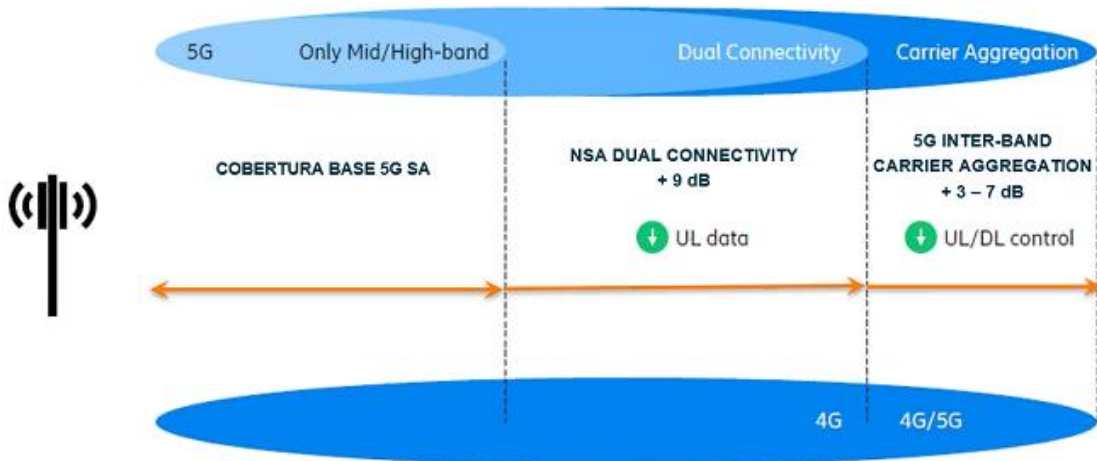 5G
Only Mid/High-band
Dual Connectivity
Carrier Aggregation
COBERTURA BASE 5G SA
NSA DUAL CONNECTIVITY
+ 9 dB
UL data
5G INTER-BAND
CARRIER AGGREGATION
+ 3 – 7 dB
UL/DL control
4G
4G/5G